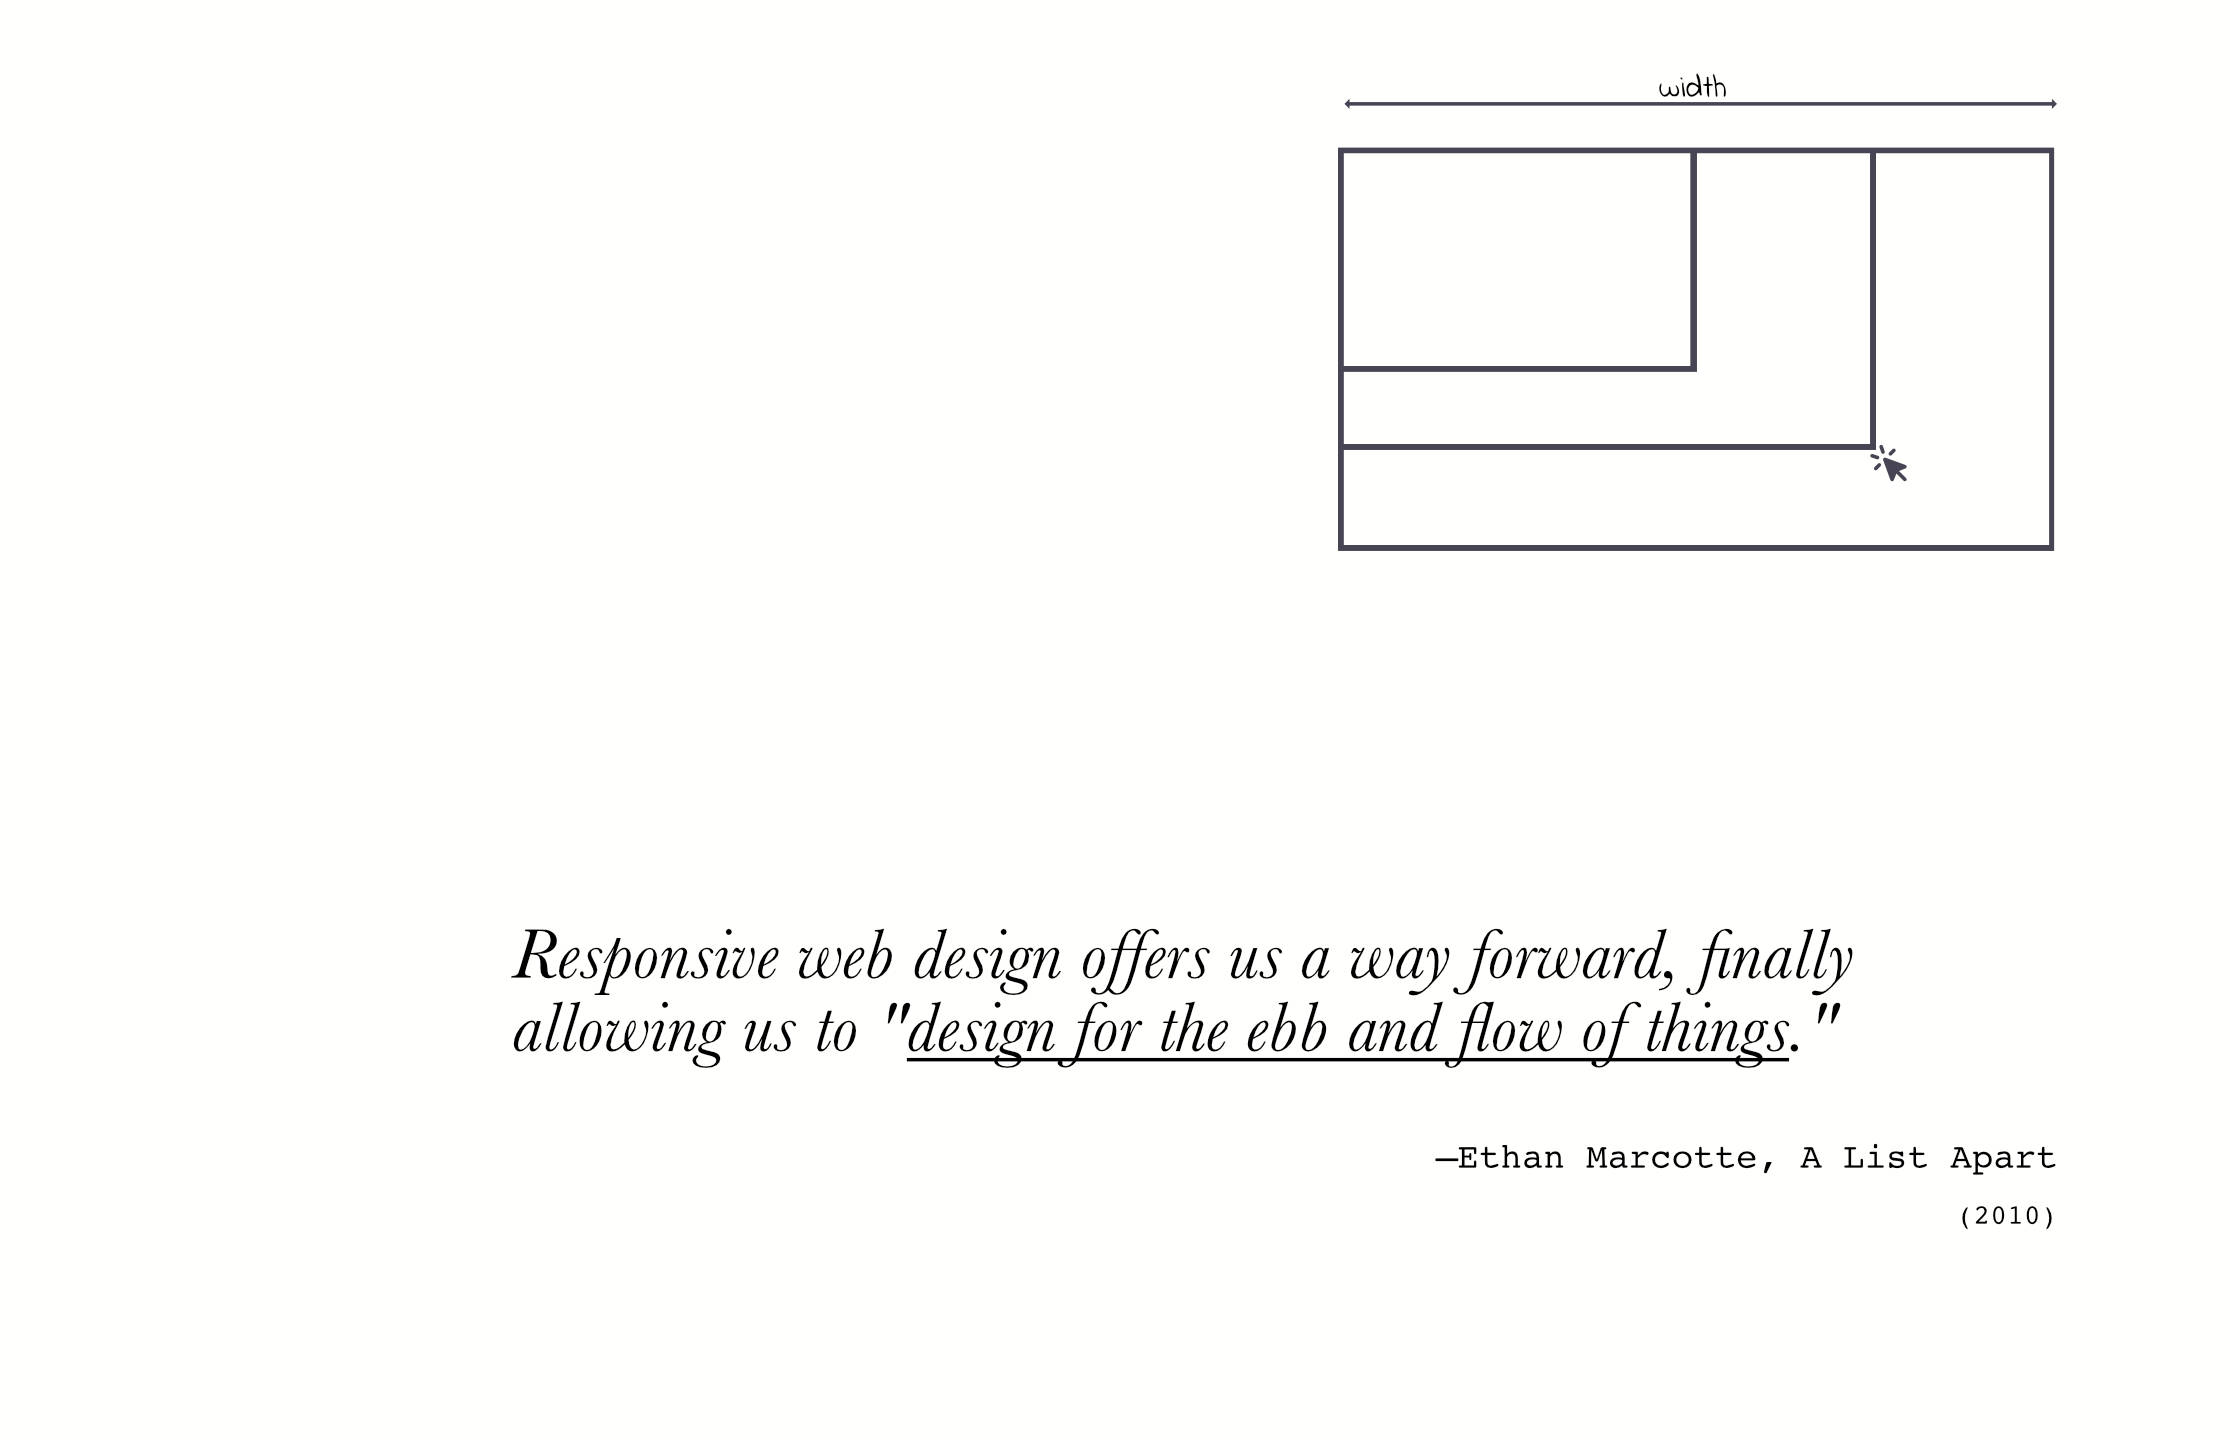 width
Responsive web design offers us a way forward, finally
allowing us to "design for the ebb and flow of things."
—Ethan Marcotte, A List Apart
(2010)